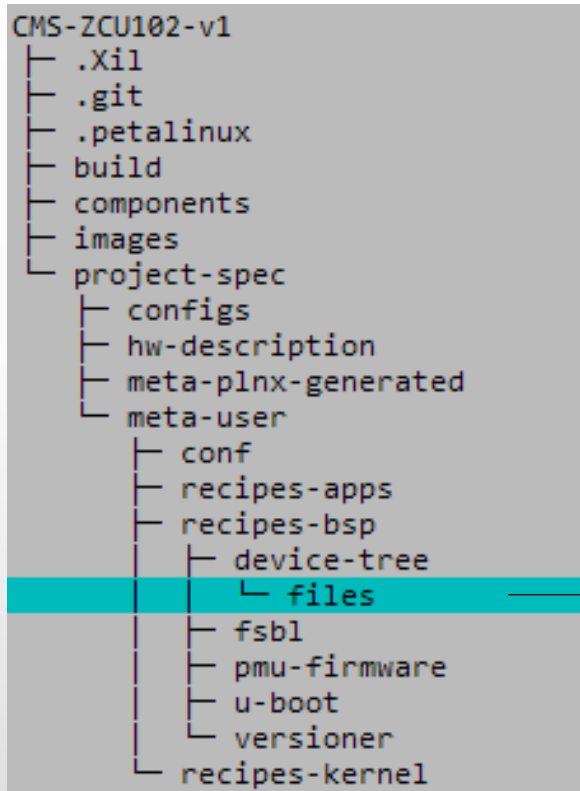 CMS-ZCU102-v1
.Xil
.git
.petalinux
build
components
images
project-spec
configs
hw-description
meta-plnx-generated
meta-user
conf
recipes-apps
recipes-bsp
device-tree
files
fsbl
pmu-firmware
u-boot
versioner
recipes-kernel